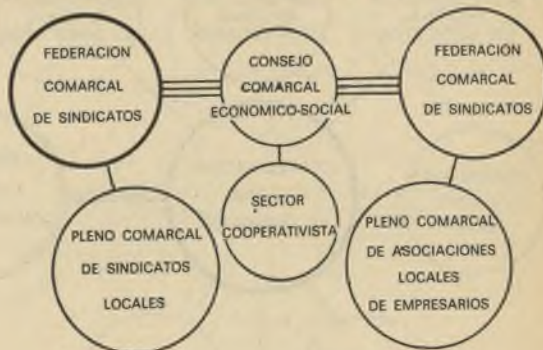 FEDERACION
COMARCAL
DE SINDICATOS
CONSEJO
COMARCAL
ECONOMICO-SOCIAL
FEDERACION
COMARCAL
DE SINDICATOS
PLENO COMARCAL
DE SINDICATOS
LOCALES
SECTOR
COOPERATIVISTA
PLENO COMARCAL
DE ASOCIACIONES
LOCALES
DE EMPRESARIOS